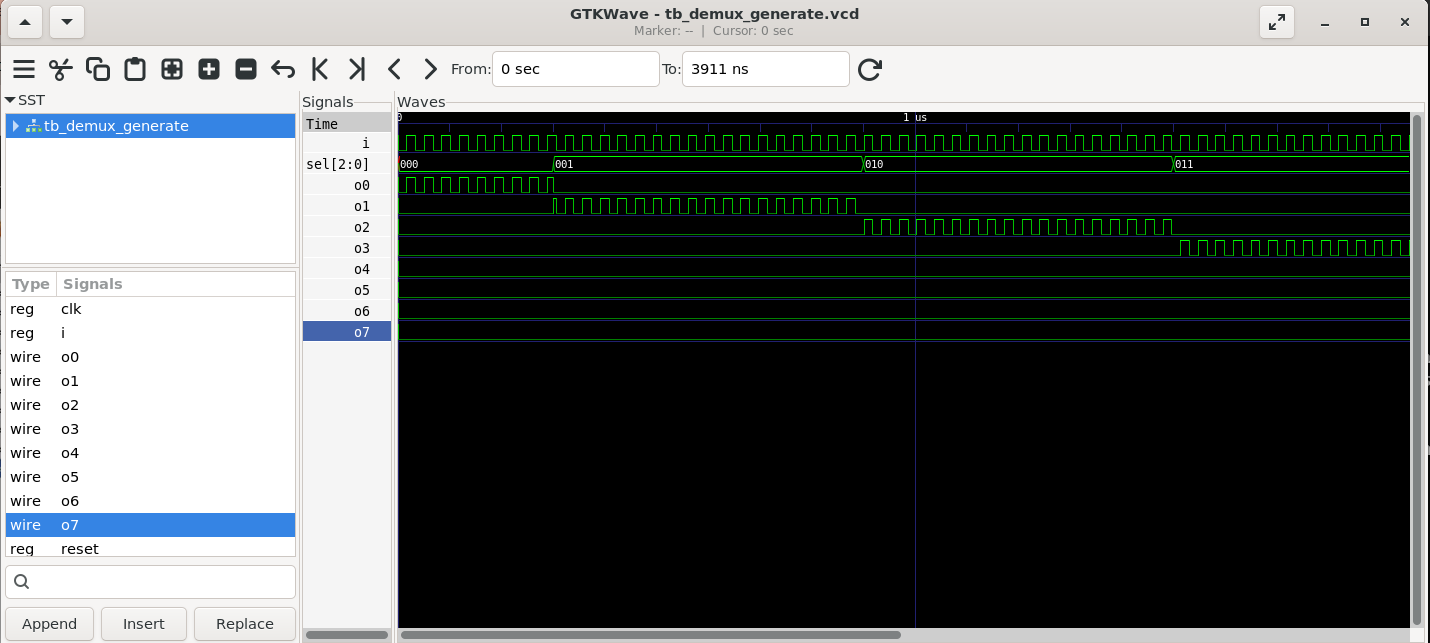 GTKWave - tb_demux_generate.vcd
Marker: -- | Cursor: 0 sec
From: 0 sec To: 3911 ns
SST
tb_demux_generate
Type Signals
reg clk
reg i
wire o0
wire o1
wire o2
wire o3
wire o4
wire o5
wire o6
wire o7
reg reset
Append Insert Replace
Signals
Time
i
sel[2:0]
o0
o1
o2
o3
o4
o5
o6
o7
Waves
0 1 us
000 001 010 011